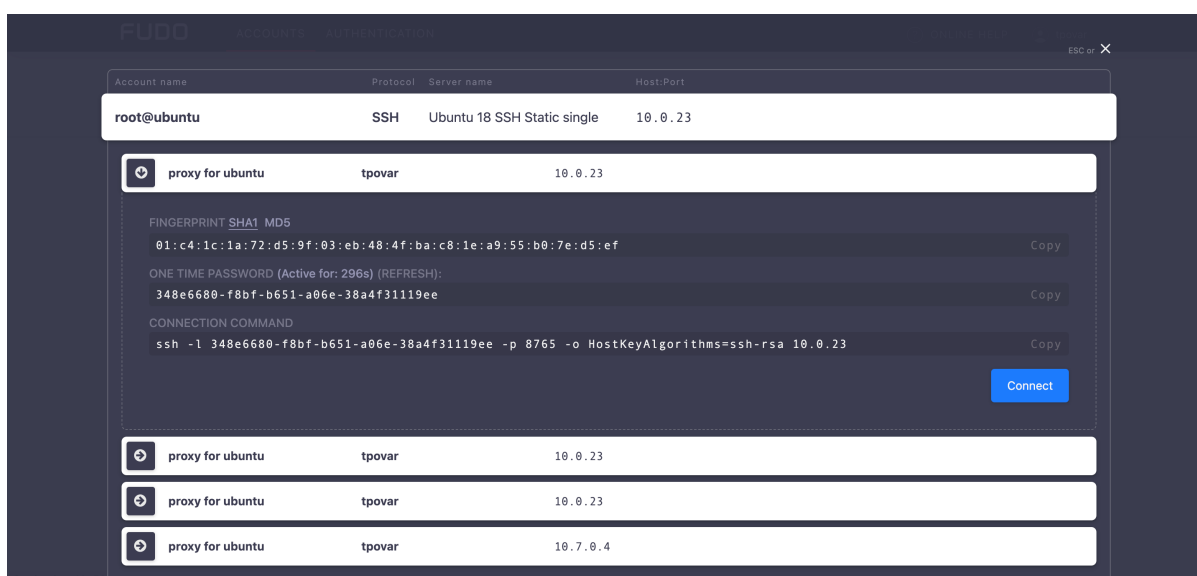 FUDO ACCOUNTS AUTHENTICATION
ESC or X
Account name Protocol Server name Host:Port
root@ubuntu SSH Ubuntu 18 SSH Static single 10.0.23
proxy for ubuntu tpovar 10.0.23
FINGERPRINT SHA1 MD5
01:c4:1c:1a:72:d5:9f:03:eb:48:4f:ba:c8:1e:a9:55:b0:7e:d5:ef Copy
ONE TIME PASSWORD (Active for: 296s) (REFRESH):
348e6680-f8bf-b651-a06e-38a4f31119ee Copy
CONNECTION COMMAND
ssh -l 348e6680-f8bf-b651-a06e-38a4f31119ee -p 8765 -o HostKeyAlgorithms=ssh-rsa 10.0.23 Copy
Connect
proxy for ubuntu tpovar 10.0.23
proxy for ubuntu tpovar 10.0.23
proxy for ubuntu tpovar 10.7.0.4